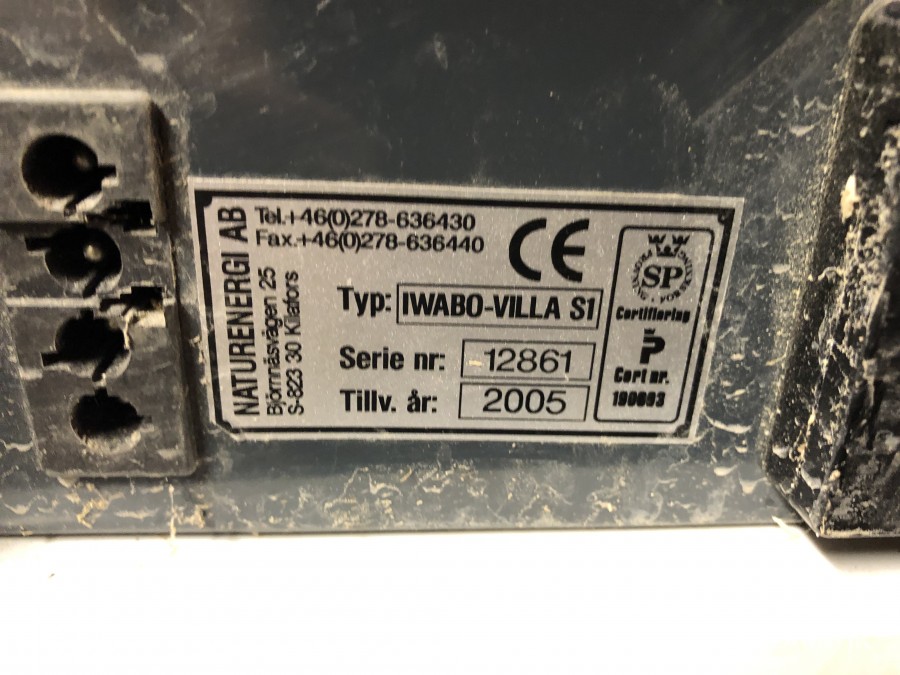 NATURENERGI AB
Björnnäsvägen 25
S-823 30 Kilafors
Tel.+46(0)278-636430
Fax.+46(0)278-636440
CE
Typ: IWABO-VILLA S1
Serie nr: 12861
Tillv. år: 2005
SP
Certifiering
P
Cert nr.